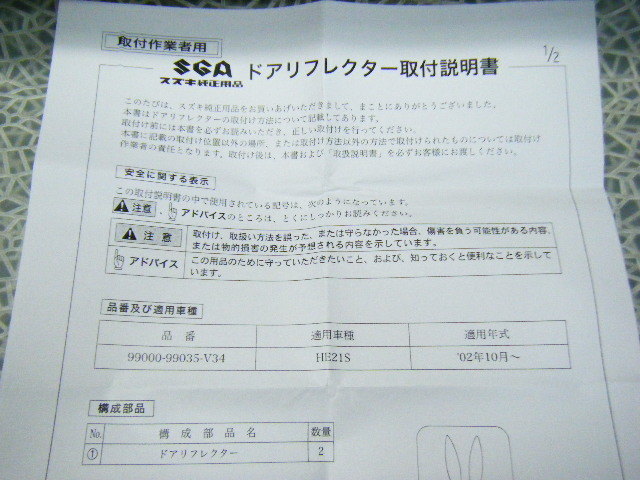 取付作業者用
1/2
SGA ドアリフレクター取付説明書
スズキ純正用品
このたびは、スズキ純正用品をお買いあげいただきまして、まことにありがとうございました。
本書はドアリフレクターの取付け方法について記載してあります。
取付け前には本書を必ずお読みいただき、正しい取付けを行ってください。
本書に記載の取付け位置以外の場所、または取付け方法以外の方法で取付けられたものについては取付け
作業者の責任となります。取付け後は、本書および「取扱説明書」を必ずお客様にお渡しください。
安全に関する表示
この取付説明書の中で使用されている記号は、次のようになっています。
注意、アドバイスのところは、とくにしっかりお読みください。
注意 取付け、取扱い方法を誤った、または守らなかった場合、傷害を負う可能性がある内容、
または物的損害の発生が予想される内容を示しています。
アドバイス この用品のために守っていただきたいこと、および、知っておくと便利なことを示して
います。
品番及び適用車種
品番 適用車種 適用年式
99000-99035-V34 HE21S '02年10月~
構成部品
No. 構成部品名 数量
① ドアリフレクター 2